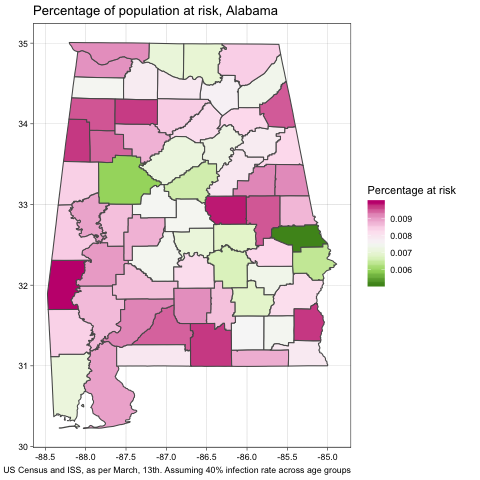 Percentage of population at risk, Alabama
35
34
33
32
31
30
-88.5 -88.0 -87.5 -87.0 -86.5 -86.0 -85.5 -85.0
Percentage at risk
0.009
0.008
0.007
0.006
US Census and ISS, as per March, 13th. Assuming 40% infection rate across age groups